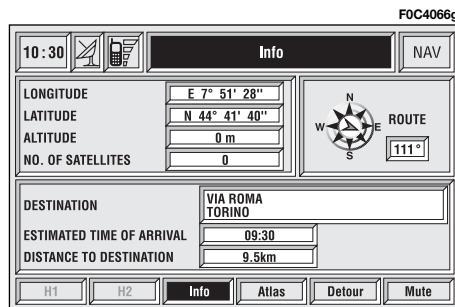 F0C4066g
10:30 Info NAV
LONGITUDE E 7° 51' 28''
LATITUDE N 44° 41' 40''
ALTITUDE 0 m
NO. OF SATELLITES 0
N
W E
S
ROUTE
111°
DESTINATION VIA ROMA
TORINO
ESTIMATED TIME OF ARRIVAL 09:30
DISTANCE TO DESTINATION 9.5km
H1 H2 Info Atlas Detour Mute